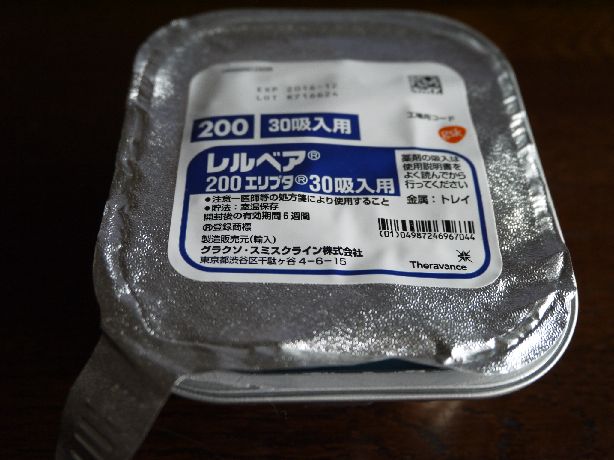 EXP 2016-12
LOT R716824
工場用コード
gsk
200 30吸入用
レルベア®
200エリプタ®30吸入用
薬剤の吸入は
使用説明書を
よく読んでから
行ってください
金属：トレイ
●注意－医師等の処方箋により使用すること
●貯法：室温保存
開封後の有効期間6週間
®登録商標
製造販売元(輸入)
グラクソ・スミスクライン株式会社
東京都渋谷区千駄ヶ谷4-6-15
(01)04987246967044
Theravance